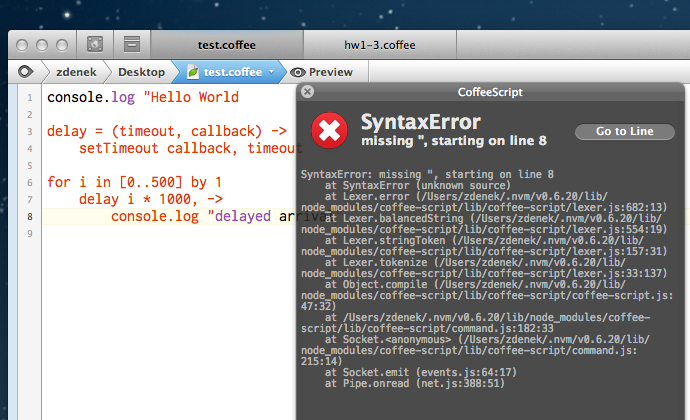 test.coffee
hw1-3.coffee
zdenek
Desktop
test.coffee
Preview
1 console.log "Hello World
2
3 delay = (timeout, callback) ->
4 setTimeout callback, timeout
5
6 for i in [0..500] by 1
7 delay i * 1000, ->
8 console.log "delayed
9
CoffeeScript
SyntaxError
missing ", starting on line 8
Go to Line
SyntaxError: missing ", starting on line 8
at SyntaxError (unknown source)
at Lexer.error (/Users/zdenek/.nvm/v0.6.20/lib/
node_modules/coffee-script/lib/coffee-script/lexer.js:682:13)
at Lexer.balancedString (/Users/zdenek/.nvm/v0.6.20/lib/
node_modules/coffee-script/lib/coffee-script/lexer.js:554:19)
at Lexer.stringToken (/Users/zdenek/.nvm/v0.6.20/lib/
node_modules/coffee-script/lib/coffee-script/lexer.js:157:31)
at Lexer.tokenize (/Users/zdenek/.nvm/v0.6.20/lib/
node_modules/coffee-script/lib/coffee-script/lexer.js:33:137)
at Object.compile (/Users/zdenek/.nvm/v0.6.20/lib/
node_modules/coffee-script/lib/coffee-script/coffee-script.js:
47:32)
at /Users/zdenek/.nvm/v0.6.20/lib/node_modules/coffee-
script/lib/coffee-script/command.js:182:33
at Socket.<anonymous> (/Users/zdenek/.nvm/v0.6.20/lib/
node_modules/coffee-script/lib/coffee-script/command.js:
215:14)
at Socket.emit (events.js:64:17)
at Pipe.onread (net.js:388:51)